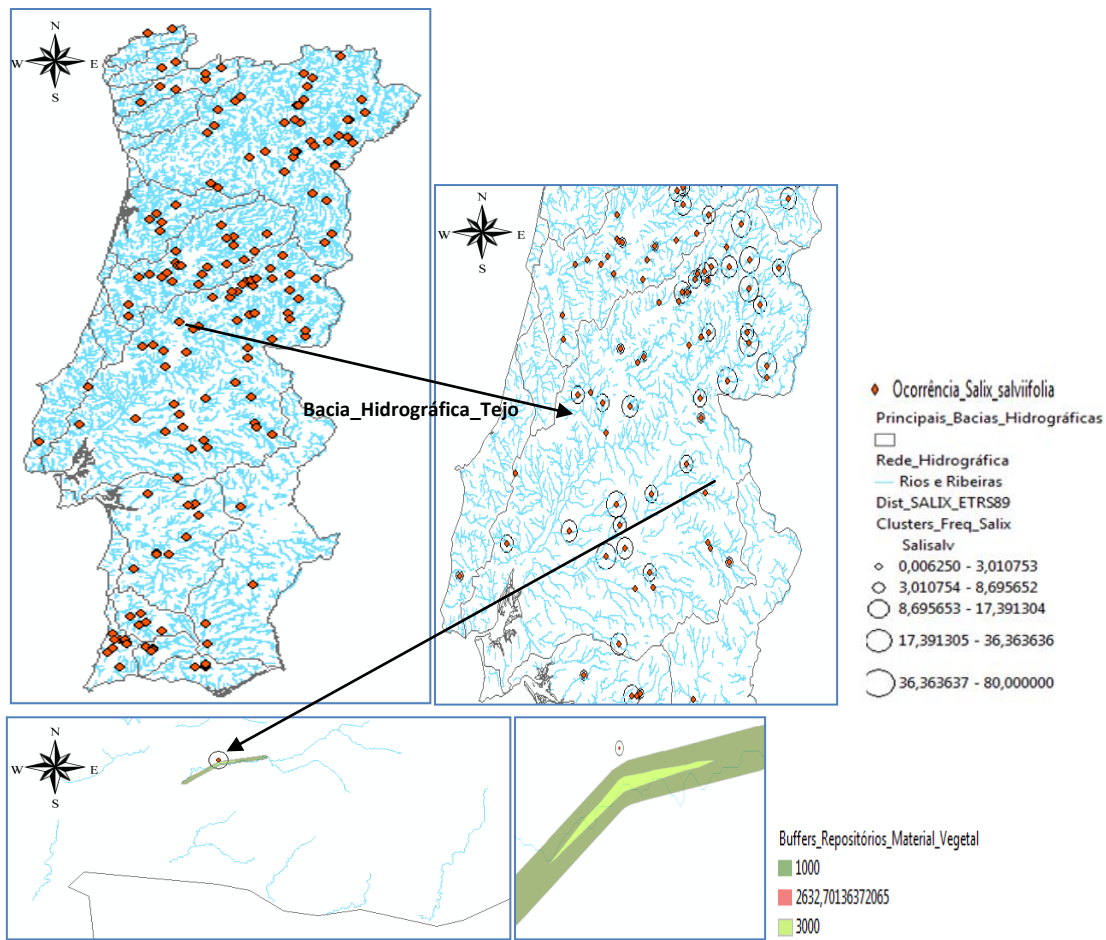 N
W E
S
N
W E
S
Bacia_Hidrográfica_Tejo
Ocorrência_Salix_salviifolia
Principais_Bacias_Hidrográficas
Rede_Hidrográfica
Rios e Ribeiras
Dist_SALIX_ETRS89
Clusters_Freq_Salix
Salisalv
0,006250 - 3,010753
3,010754 - 8,695652
8,695653 - 17,391304
17,391305 - 36,363636
36,363637 - 80,000000
N
W E
S
Buffers_Repositórios_Material_Vegetal
1000
2632,70136372065
3000